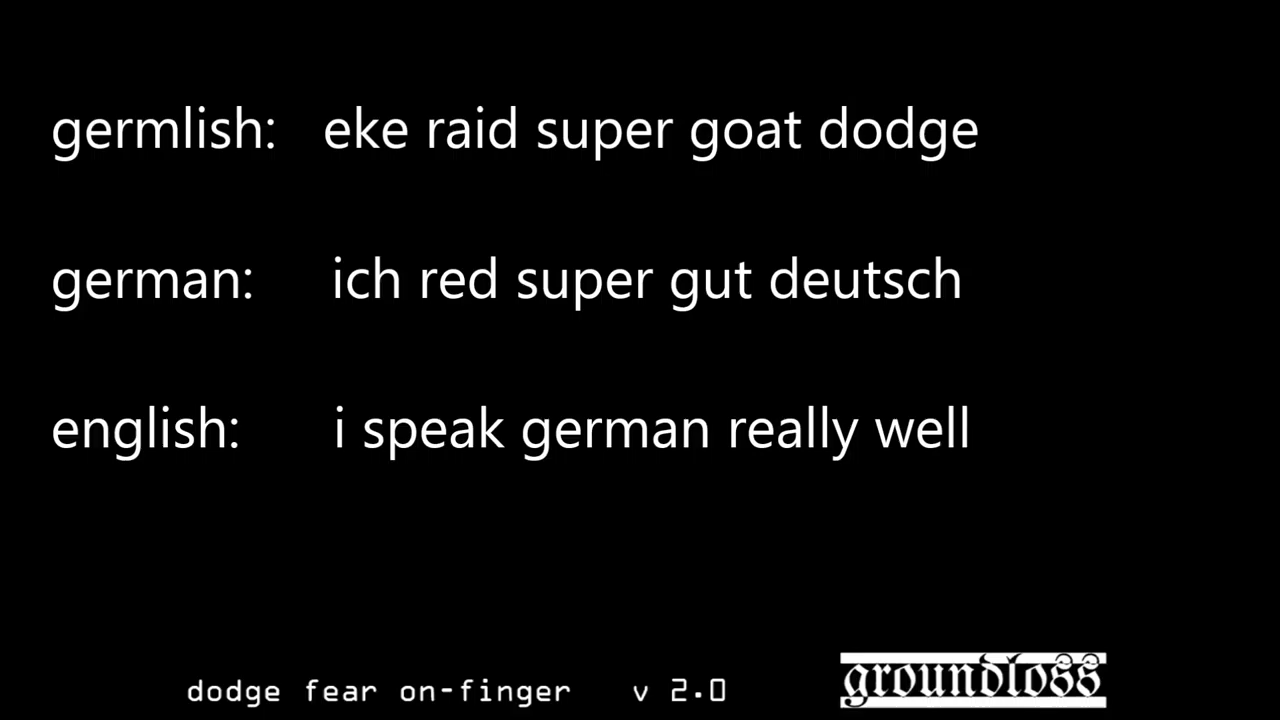 germlish: eke raid super goat dodge
german: ich red super gut deutsch
english: i speak german really well
dodge fear on-finger v 2.0
groundloss